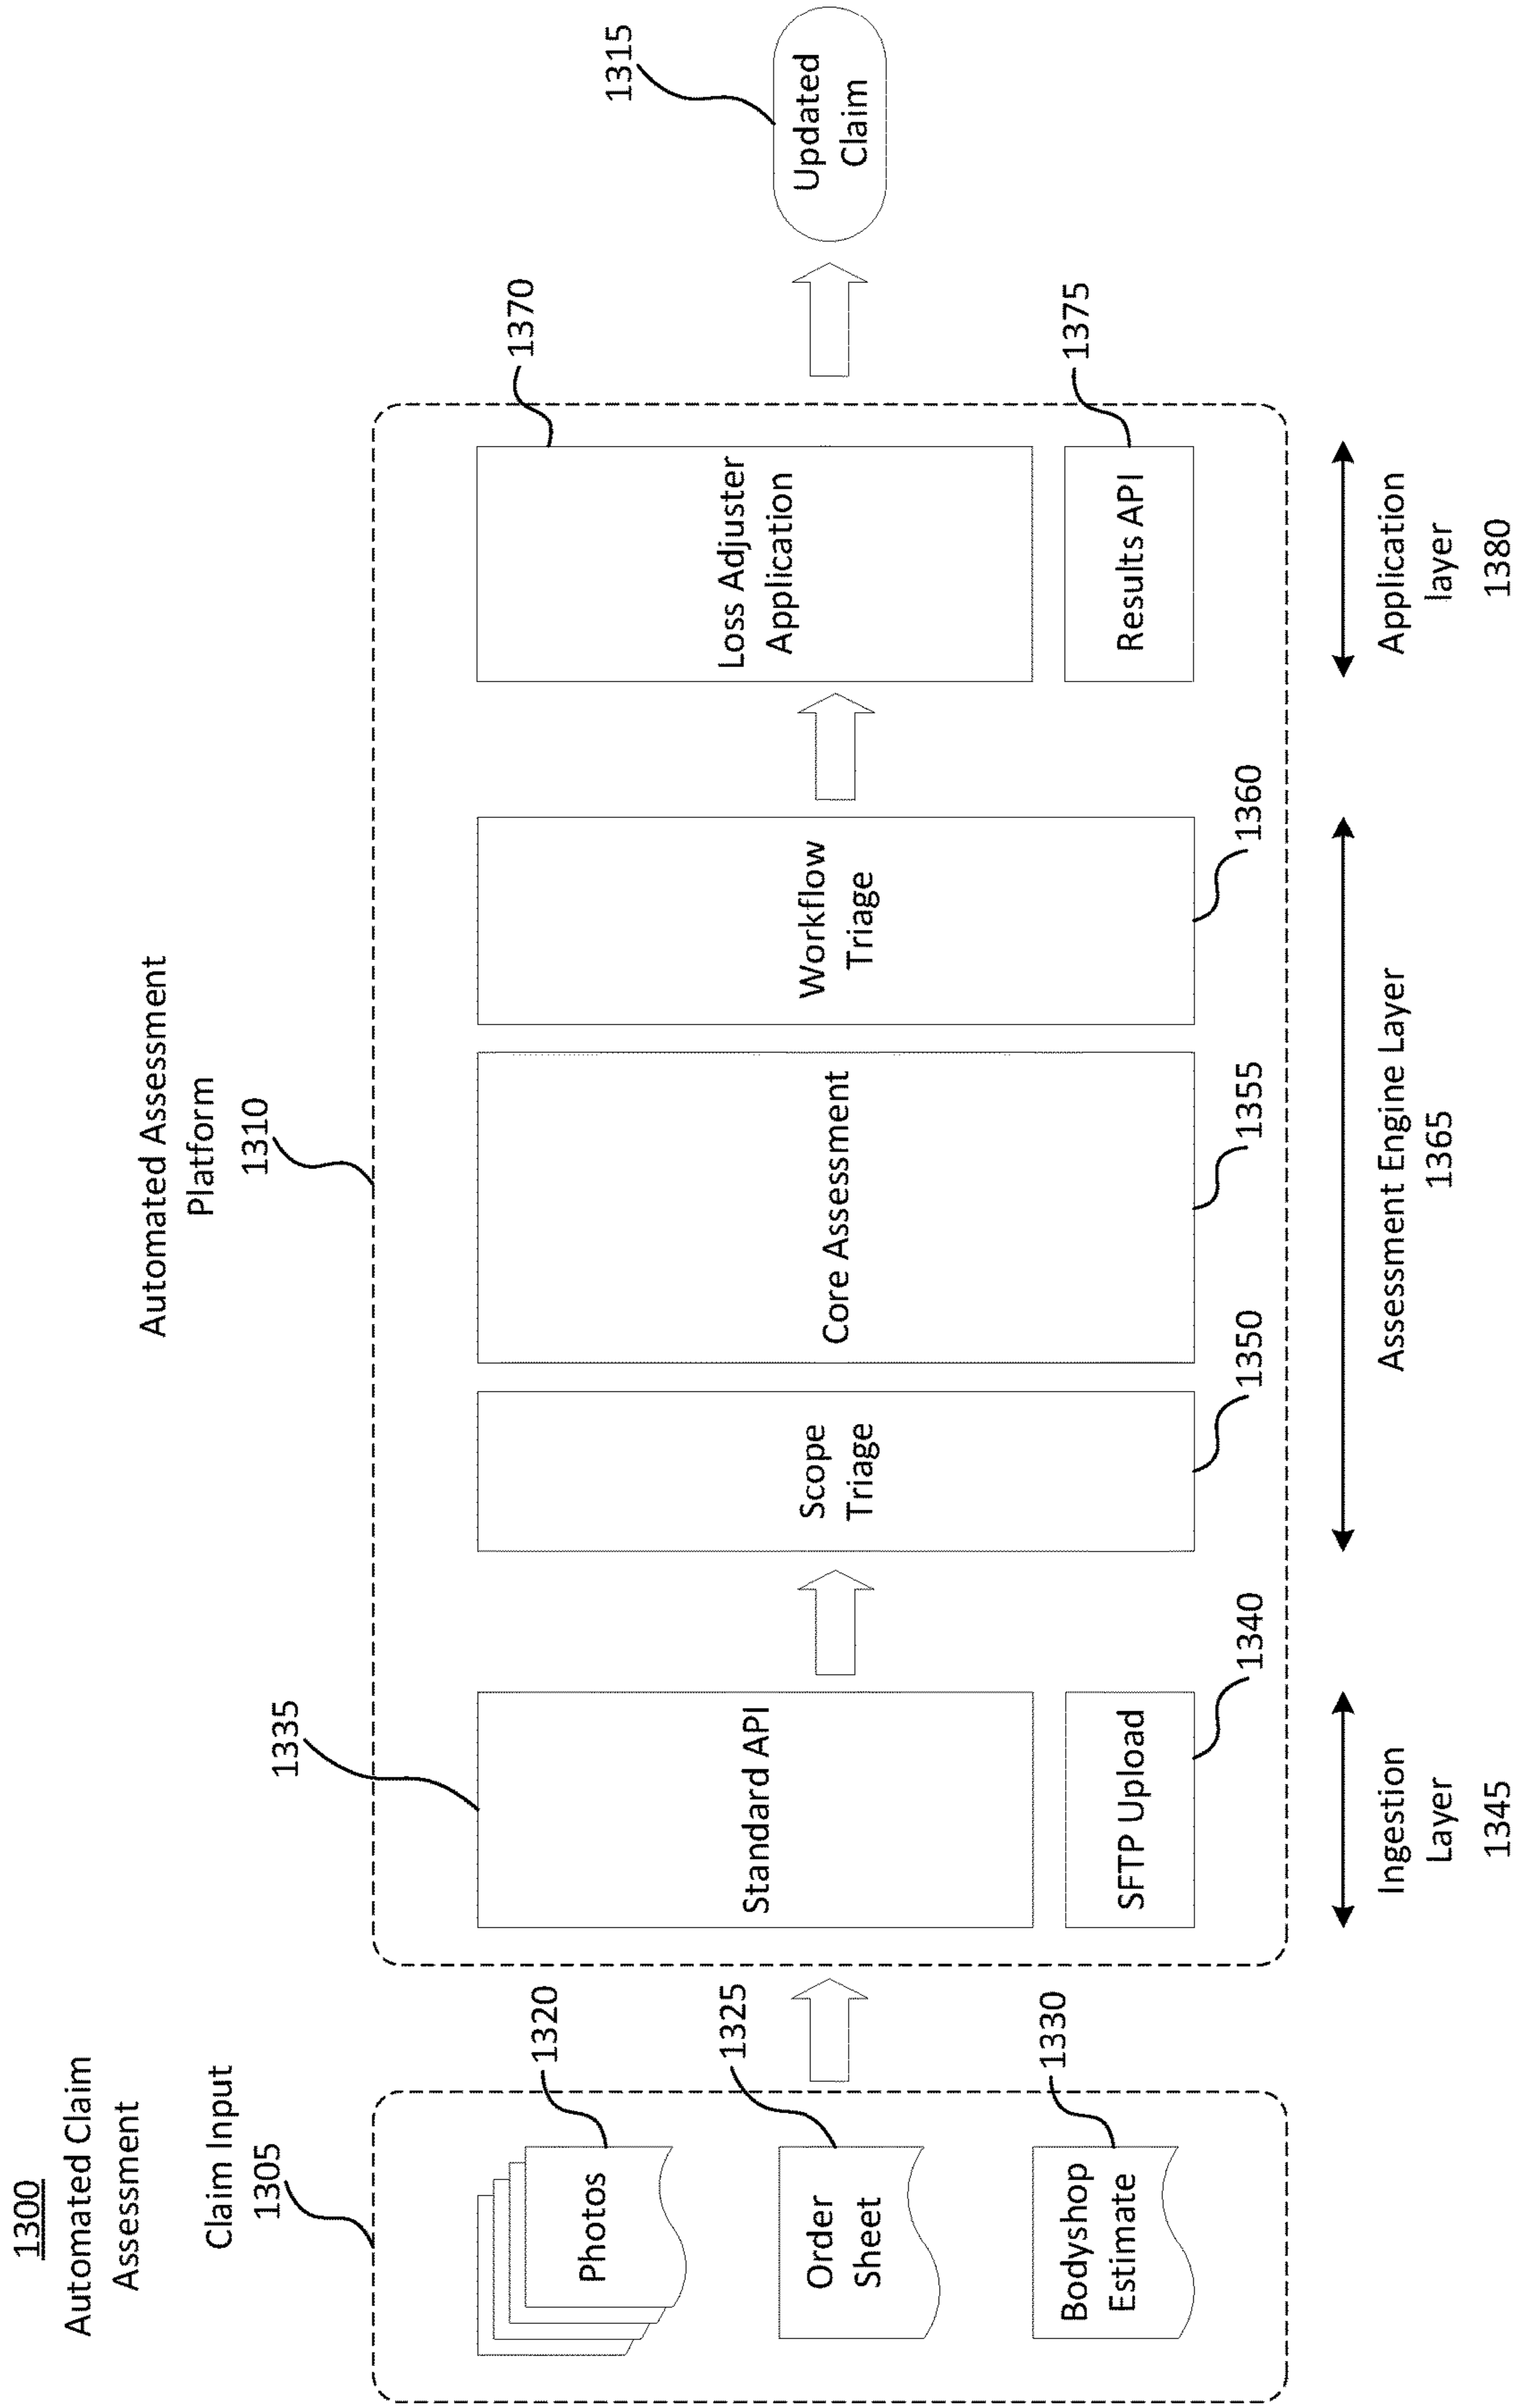 1300
Automated Claim
Assessment
Claim Input
1305
Photos
1320
Order
Sheet
1325
Bodyshop
Estimate
1330
Automated Assessment
Platform
1310
1335
Standard API
SFTP Upload
1340
Ingestion
Layer
1345
Scope
Triage
1350
Core Assessment
1355
Workflow
Triage
1360
Assessment Engine Layer
1365
1370
Loss Adjuster
Application
Results API
1375
Application
layer
1380
1315
Updated
Claim